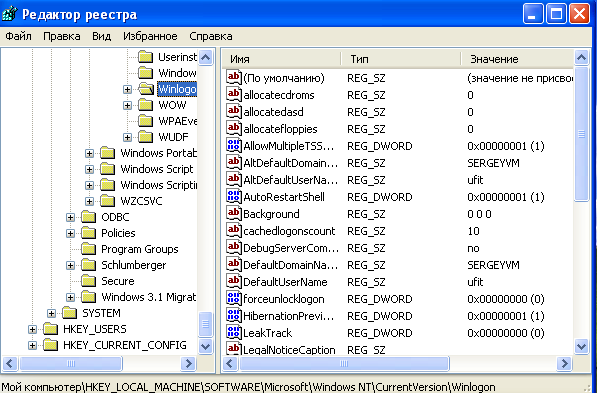 Редактор реестра
Файл Правка Вид Избранное Справка
Userinst
Window
Winlogon
WOW
WPAEve
WUDF
Windows Portab
Windows Script
Windows Scriptin
WZCSVC
ODBC
Policies
Program Groups
Schlumberger
Secure
Windows 3.1 Migrat
SYSTEM
HKEY_USERS
HKEY_CURRENT_CONFIG
Имя Тип Значение
(По умолчанию) REG_SZ (значение не присвое
allocatecdroms REG_SZ 0
allocatedasd REG_SZ 0
allocatefloppies REG_SZ 0
AllowMultipleTSS... REG_DWORD 0x00000001 (1)
AltDefaultDomain... REG_SZ SERGEYVM
AltDefaultUserNa... REG_SZ ufit
AutoRestartShell REG_DWORD 0x00000001 (1)
Background REG_SZ 0 0 0
cachedlogonscount REG_SZ 10
DebugServerCom... REG_SZ no
DefaultDomainNa... REG_SZ SERGEYVM
DefaultUserName REG_SZ ufit
forceunlocklogon REG_DWORD 0x00000000 (0)
HibernationPrevi... REG_DWORD 0x00000001 (1)
LeakTrack REG_DWORD 0x00000000 (0)
LegalNoticeCaption REG_SZ
Мой компьютер\HKEY_LOCAL_MACHINE\SOFTWARE\Microsoft\Windows NT\CurrentVersion\Winlogon